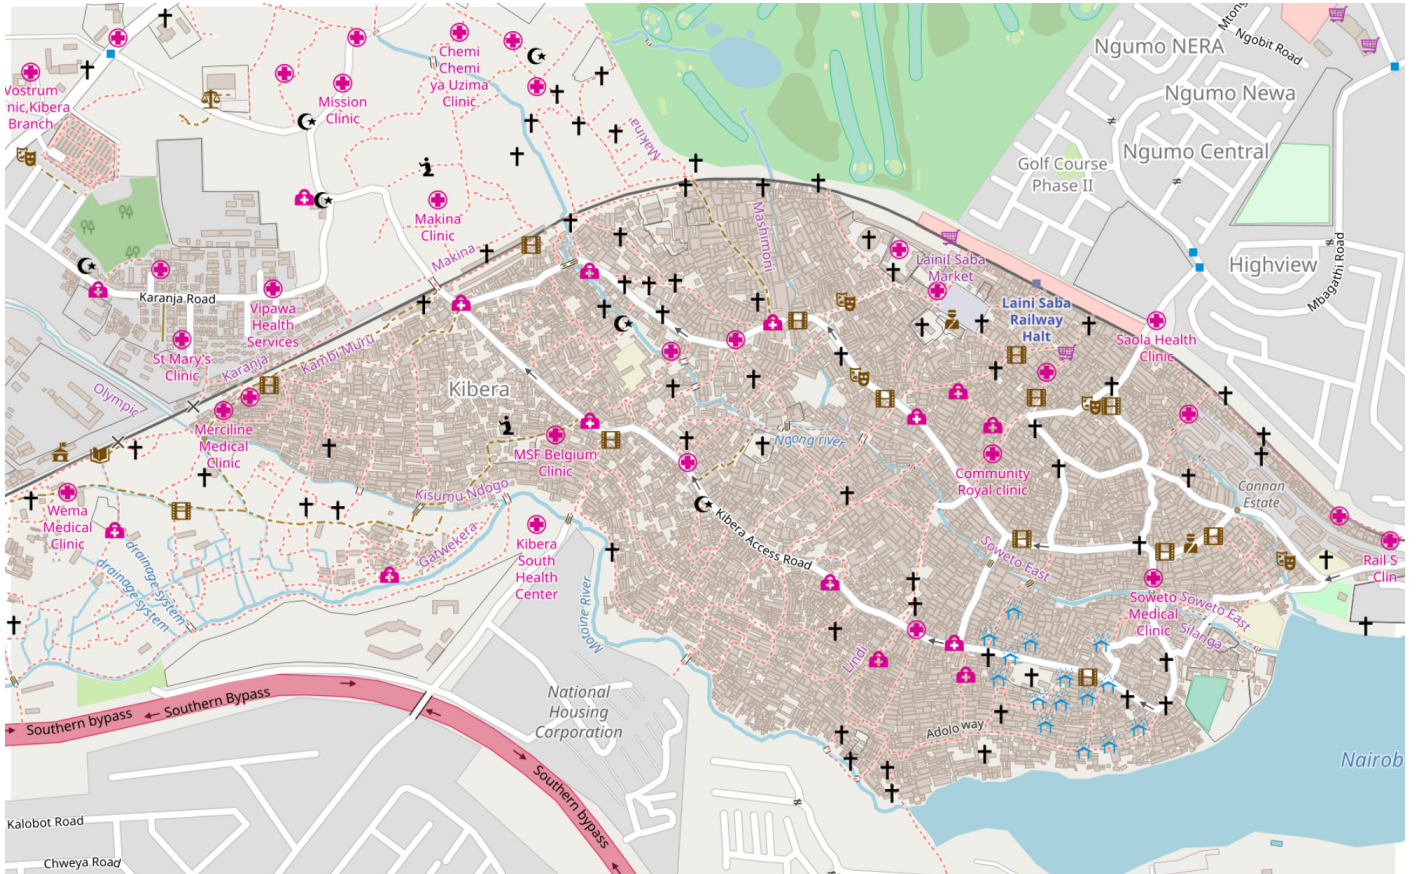 Ngumo NERA
Mtong
Ngobit Road
Chemi
Chemi
ya Uzima
Clinic
Vostrum
nic,Kibera
Branch
Mission
Clinic
Ngumo Newa
Makina
Ngumo Central
Golf Course
Phase II
Makina
Clinic
Mashimoni
Makina
Laini Saba
Market
Highview
Mbagathi Road
Karanja Road
Vipawa
Health
Services
Laini Saba
Railway
Halt
Saola Health
Clinic
St Mary's
Clinic
Karanja
Kambi Muru
Olympic
Kibera
Merciline
Medical
Clinic
MSF Belgium
Clinic
Ngong river
Community
Royal clinic
Cannan
Estate
Kisumu Ndogo
Wema
Medical
Clinic
Gatwekera
Kibera
South
Health
Center
Kibera Access Road
Soweto East
Rail S
Clin
drainage system
drainage system
Motoine River
Soweto
Medical
Clinic
Soweto East
Silanga
Lindi
National
Housing
Corporation
Southern bypass
Southern Bypass
Adolo way
Nairob
Southern bypass
Kalobot Road
Chweya Road